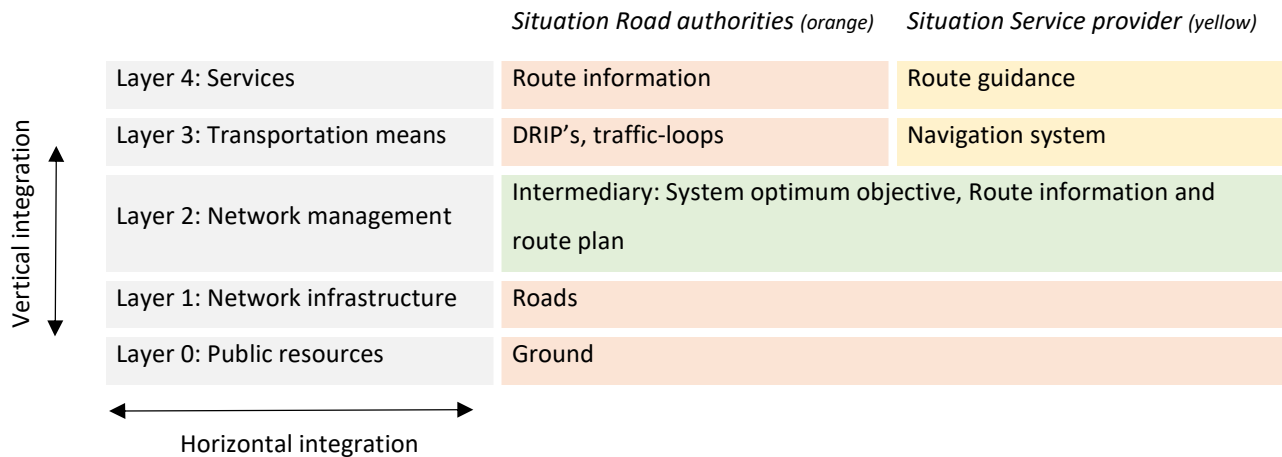 Situation Road authorities (orange) Situation Service provider (yellow)
Layer 4: Services Route information Route guidance
Layer 3: Transportation means DRIP’s, traffic-loops Navigation system
Layer 2: Network management Intermediary: System optimum objective, Route information and
route plan
Layer 1: Network infrastructure Roads
Layer 0: Public resources Ground
Vertical integration
Horizontal integration